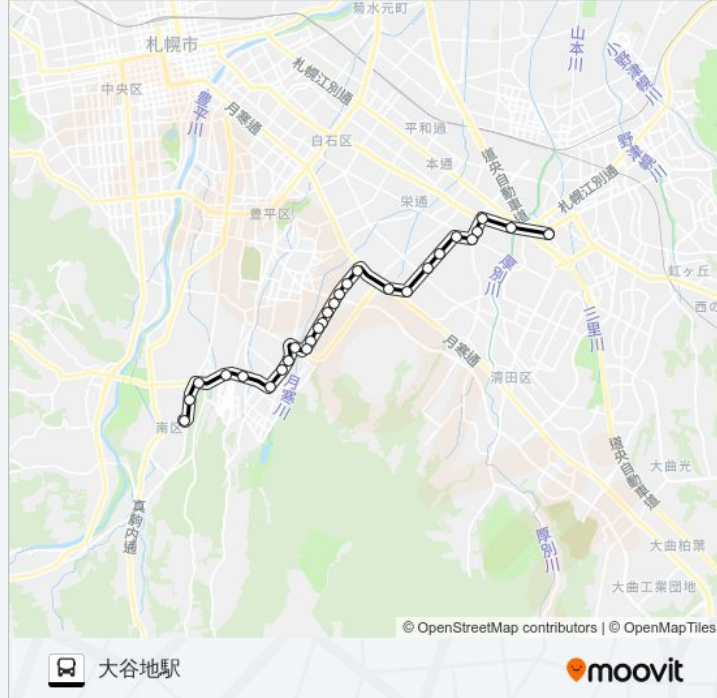 菊水元町
札幌市
山本川
小野津幌川
札幌江別通
中央区
豊平川
月寒通
平和通
白石区
野津幌川
本通
道央自動車道
札幌江別通
栄通
豊平区
厚別川
虹ヶ丘
西の
三里川
月寒通
清田区
月寒川
南区
道央自動車道
大曲光
真駒内通
厚別川
大曲柏葉
大曲工業団地
© OpenStreetMap contributors | © OpenMapTiles
大谷地駅
moovit